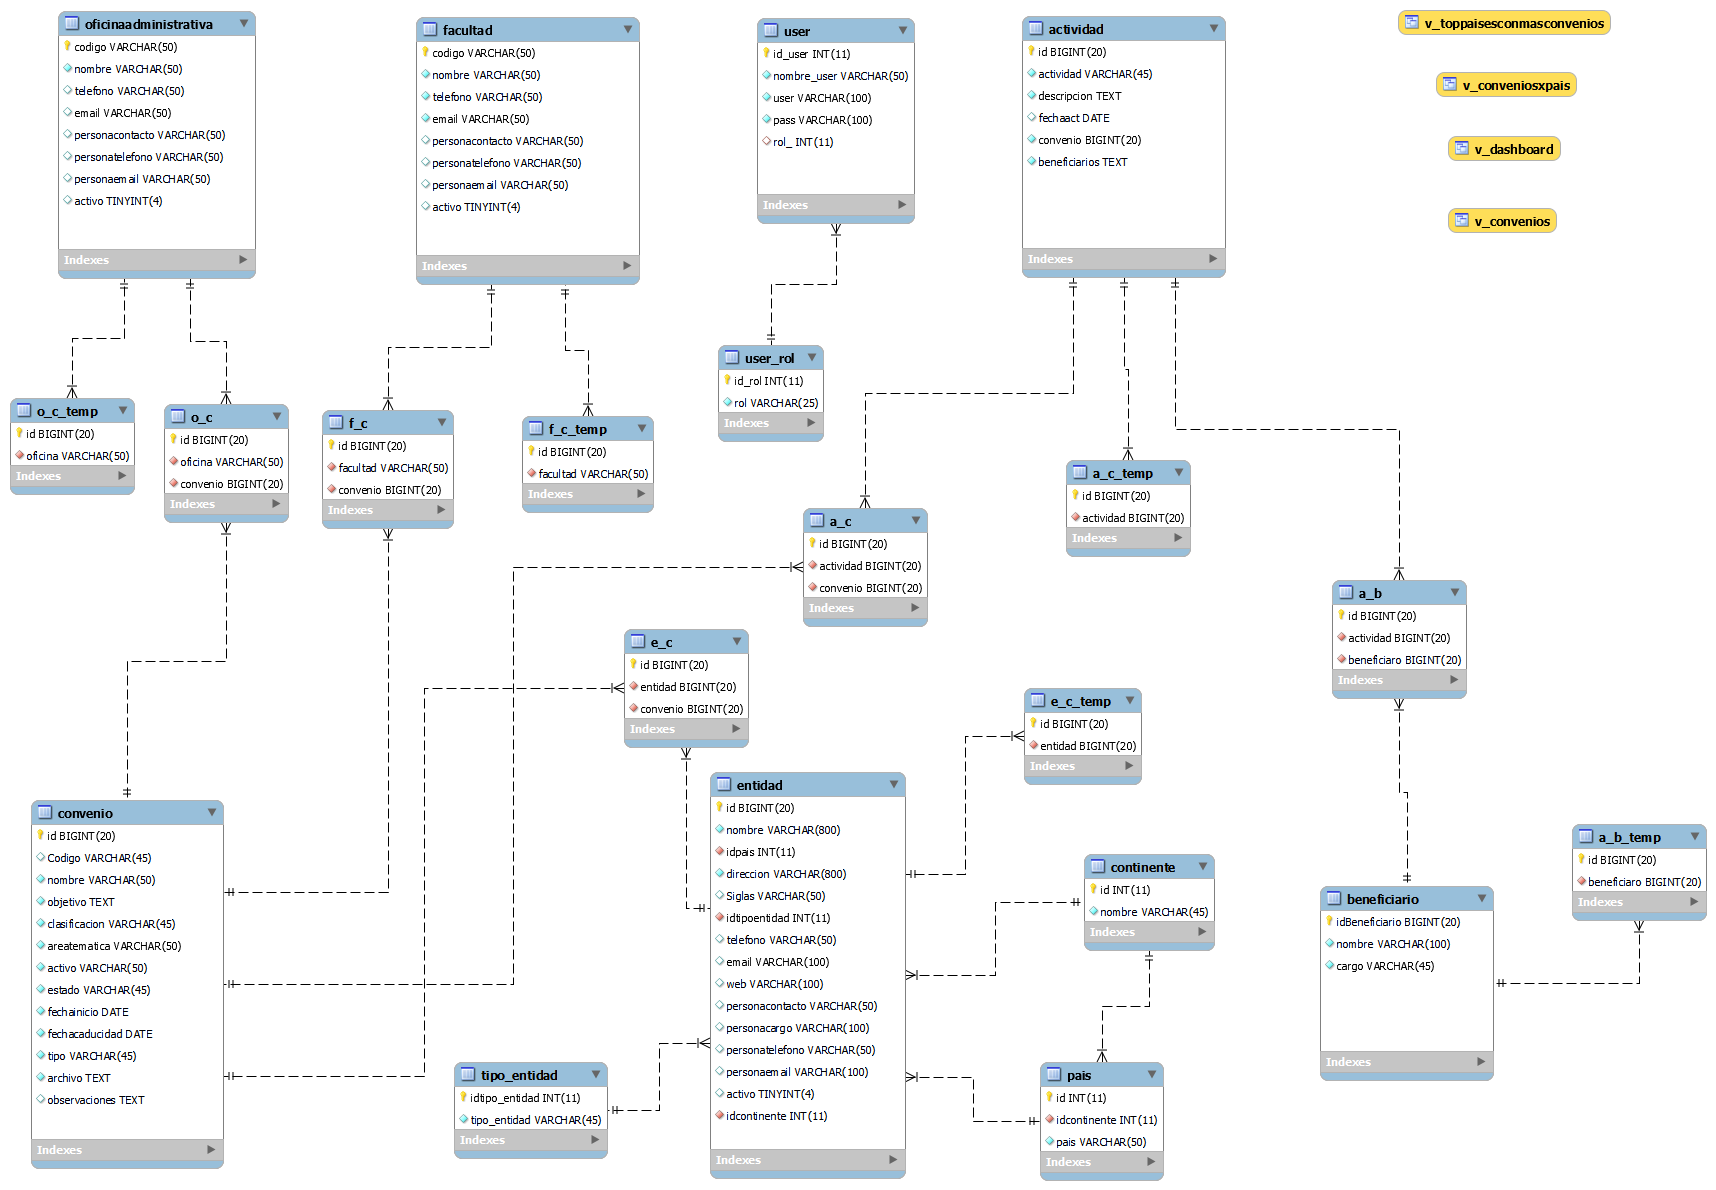 oficinaadministrativa
codigo VARCHAR(50)
nombre VARCHAR(50)
telefono VARCHAR(50)
email VARCHAR(50)
personacontacto VARCHAR(50)
personatelefono VARCHAR(50)
personaemail VARCHAR(50)
activo TINYINT(4)
Indexes
facultad
codigo VARCHAR(50)
nombre VARCHAR(50)
telefono VARCHAR(50)
email VARCHAR(50)
personacontacto VARCHAR(50)
personatelefono VARCHAR(50)
personaemail VARCHAR(50)
activo TINYINT(4)
Indexes
user
id_user INT(11)
nombre_user VARCHAR(50)
user VARCHAR(100)
pass VARCHAR(100)
rol_ INT(11)
Indexes
actividad
id BIGINT(20)
actividad VARCHAR(45)
descripcion TEXT
fechaact DATE
convenio BIGINT(20)
beneficiarios TEXT
Indexes
v_toppaisesconmasconvenios
v_conveniosxpais
v_dashboard
v_convenios
user_rol
id_rol INT(11)
rol VARCHAR(25)
Indexes
o_c_temp
id BIGINT(20)
oficina VARCHAR(50)
Indexes
o_c
id BIGINT(20)
oficina VARCHAR(50)
convenio BIGINT(20)
Indexes
f_c
id BIGINT(20)
facultad VARCHAR(50)
convenio BIGINT(20)
Indexes
f_c_temp
id BIGINT(20)
facultad VARCHAR(50)
Indexes
a_c
id BIGINT(20)
actividad BIGINT(20)
convenio BIGINT(20)
Indexes
a_c_temp
id BIGINT(20)
actividad BIGINT(20)
Indexes
a_b
id BIGINT(20)
actividad BIGINT(20)
beneficiaro BIGINT(20)
Indexes
e_c
id BIGINT(20)
entidad BIGINT(20)
convenio BIGINT(20)
Indexes
e_c_temp
id BIGINT(20)
entidad BIGINT(20)
Indexes
convenio
id BIGINT(20)
Codigo VARCHAR(45)
nombre VARCHAR(50)
objetivo TEXT
clasificacion VARCHAR(45)
areatematica VARCHAR(50)
activo VARCHAR(50)
estado VARCHAR(45)
fechainicio DATE
fechacaducidad DATE
tipo VARCHAR(45)
archivo TEXT
observaciones TEXT
Indexes
entidad
id BIGINT(20)
nombre VARCHAR(800)
idpais INT(11)
direccion VARCHAR(800)
Siglas VARCHAR(50)
idtipoentidad INT(11)
telefono VARCHAR(50)
email VARCHAR(100)
web VARCHAR(100)
personacontacto VARCHAR(50)
personacargo VARCHAR(100)
personatelefono VARCHAR(50)
personaemail VARCHAR(100)
activo TINYINT(4)
idcontinente INT(11)
Indexes
continente
id INT(11)
nombre VARCHAR(45)
Indexes
a_b_temp
id BIGINT(20)
beneficiaro BIGINT(20)
Indexes
beneficiario
idBeneficiario BIGINT(20)
nombre VARCHAR(100)
cargo VARCHAR(45)
Indexes
tipo_entidad
idtipo_entidad INT(11)
tipo_entidad VARCHAR(45)
Indexes
pais
id INT(11)
idcontinente INT(11)
pais VARCHAR(50)
Indexes